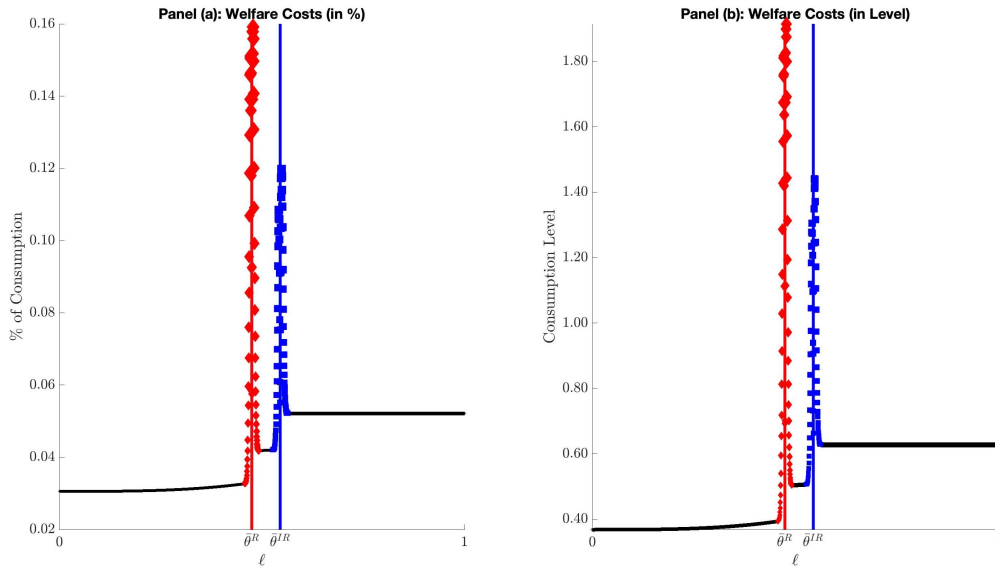 Panel (a): Welfare Costs (in %)
0.16
0.14
0.12
0.10
0.08
0.06
0.04
0.02
% of Consumption
0
θ̄^R
θ̄^IR
1
ℓ
Panel (b): Welfare Costs (in Level)
1.80
1.60
1.40
1.20
1.00
0.80
0.60
0.40
Consumption Level
0
θ̄^R
θ̄^IR
ℓ